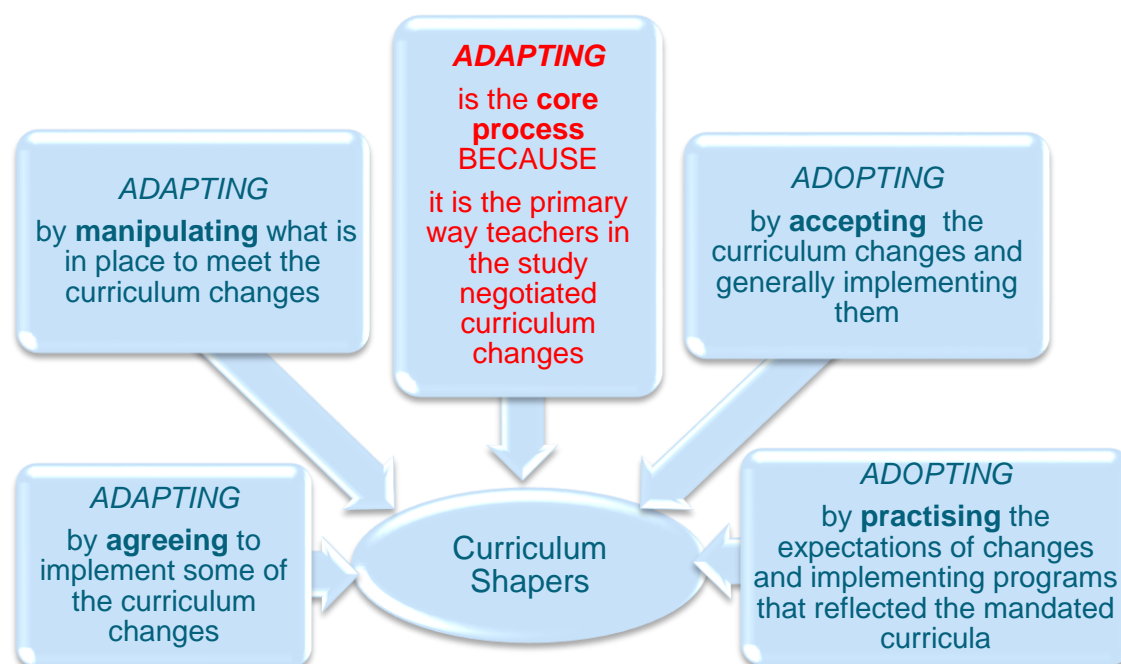 ADAPTING
is the core
process
BECAUSE
it is the primary
way teachers in
the study
negotiated
curriculum
changes
ADAPTING
by manipulating what is
in place to meet the
curriculum changes
ADOPTING
by accepting the
curriculum changes and
generally implementing
them
ADAPTING
by agreeing to
implement some of
the curriculum
changes
Curriculum
Shapers
ADOPTING
by practising the
expectations of changes
and implementing programs
that reflected the mandated
curricula